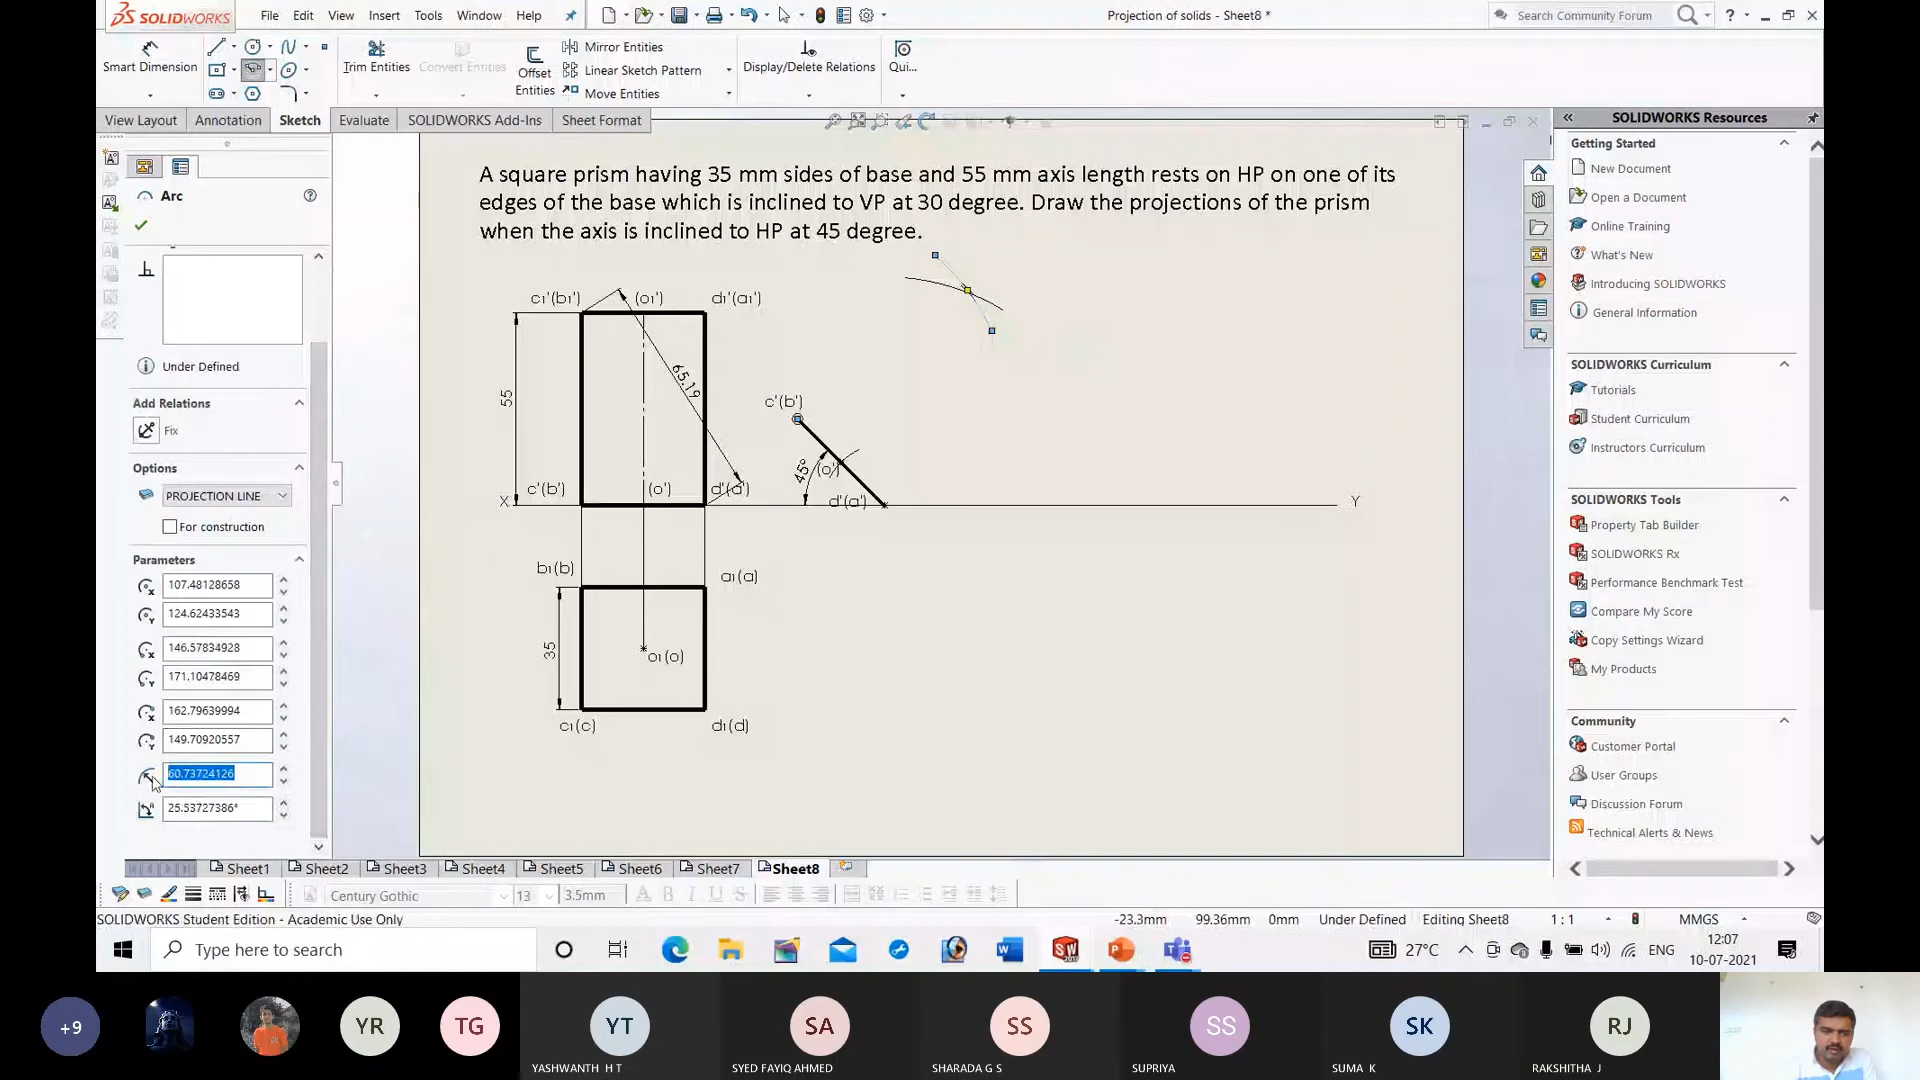 SOLIDWORKS File Edit View Insert Tools Window Help Projection of solids - Sheet8 * Search Community Forum ?
Smart Dimension Trim Entities Convert Entities Offset Entities Mirror Entities Linear Sketch Pattern Move Entities Display/Delete Relations Qui...
View Layout Annotation Sketch Evaluate SOLIDWORKS Add-Ins Sheet Format
SOLIDWORKS Resources
Getting Started
New Document
Open a Document
Online Training
What's New
Introducing SOLIDWORKS
General Information
SOLIDWORKS Curriculum
Tutorials
Student Curriculum
Instructors Curriculum
SOLIDWORKS Tools
Property Tab Builder
SOLIDWORKS Rx
Performance Benchmark Test
Compare My Score
Copy Settings Wizard
My Products
Community
Customer Portal
User Groups
Discussion Forum
Technical Alerts & News
Arc
Under Defined
Add Relations
Fix
Options
PROJECTION LINE
For construction
Parameters
107.48128658
124.62433543
146.57834928
171.10478469
162.79639994
149.70920557
60.73724126
25.53727386°
A square prism having 35 mm sides of base and 55 mm axis length rests on HP on one of its
edges of the base which is inclined to VP at 30 degree. Draw the projections of the prism
when the axis is inclined to HP at 45 degree.
c1'(b1') (o1') d1'(a1')
55
65.19
c'(b')
45°
(o')
c'(b') (o') d'(a') d'(a')
X Y
b1(b) a1(a)
35
o1(o)
c1(c) d1(d)
Sheet1 Sheet2 Sheet3 Sheet4 Sheet5 Sheet6 Sheet7 Sheet8
Century Gothic 13 3.5mm A B I U S
SOLIDWORKS Student Edition - Academic Use Only -23.3mm 99.36mm 0mm Under Defined Editing Sheet8 1 : 1 MMGS
Type here to search 27°C ENG 12:07
10-07-2021
+9 YR TG YT SA SS SS SK RJ
YASHWANTH H T SYED FAYIQ AHMED SHARADA G S SUPRIYA SUMA K RAKSHITHA J